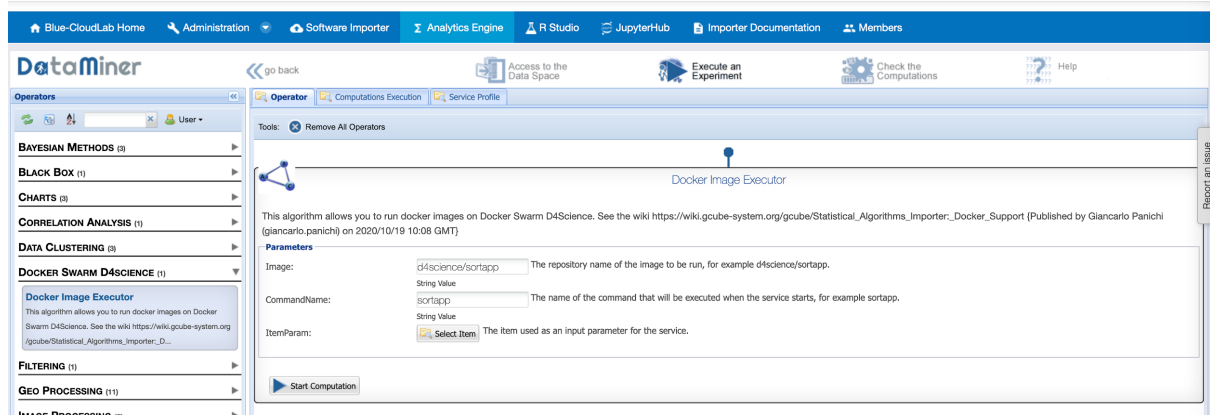 Blue-CloudLab Home Administration Software Importer Analytics Engine R Studio JupyterHub Importer Documentation Members
DataMiner
go back
Access to the
Data Space
Execute an
Experiment
Check the
Computations
Help
Operators
User
BAYESIAN METHODS (3)
BLACK BOX (1)
CHARTS (3)
CORRELATION ANALYSIS (1)
DATA CLUSTERING (3)
DOCKER SWARM D4SCIENCE (1)
Docker Image Executor
This algorithm allows you to run docker images on Docker
Swarm D4Science. See the wiki https://wiki.gcube-system.org
/gcube/Statistical_Algorithms_Importer:_D...
FILTERING (1)
GEO PROCESSING (11)
IMAGE PROCESSING
Operator Computations Execution Service Profile
Tools: Remove All Operators
A B C
Docker Image Executor
This algorithm allows you to run docker images on Docker Swarm D4Science. See the wiki https://wiki.gcube-system.org/gcube/Statistical_Algorithms_Importer:_Docker_Support {Published by Giancarlo Panichi
(giancarlo.panichi) on 2020/10/19 10:08 GMT}
Parameters
Image: d4science/sortapp The repository name of the image to be run, for example d4science/sortapp.
String Value
CommandName: sortapp The name of the command that will be executed when the service starts, for example sortapp.
String Value
ItemParam: Select Item The item used as an input parameter for the service.
Start Computation
Report an issue